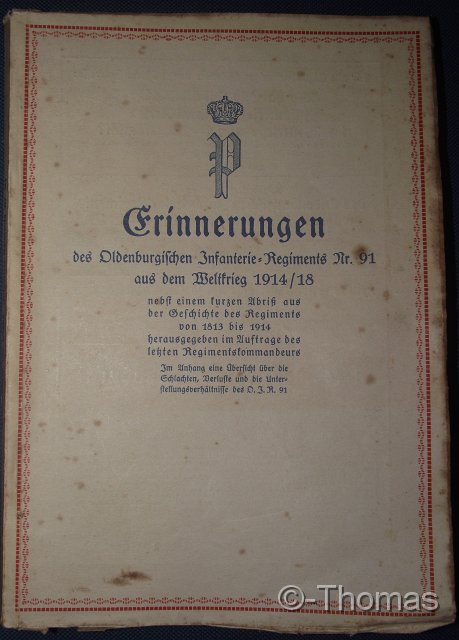 P
Erinnerungen
des Oldenburgischen Infanterie-Regiments Nr. 91
aus dem Weltkrieg 1914/18
nebst einem kurzen Abriß aus
der Geschichte des Regiments
von 1813 bis 1914
herausgegeben im Auftrage des
letzten Regimentskommandeurs
Im Anhang eine Übersicht über die
Schlachten, Verluste und die Unter-
stellungsverhältnisse des O. I. R. 91
©-Thomas